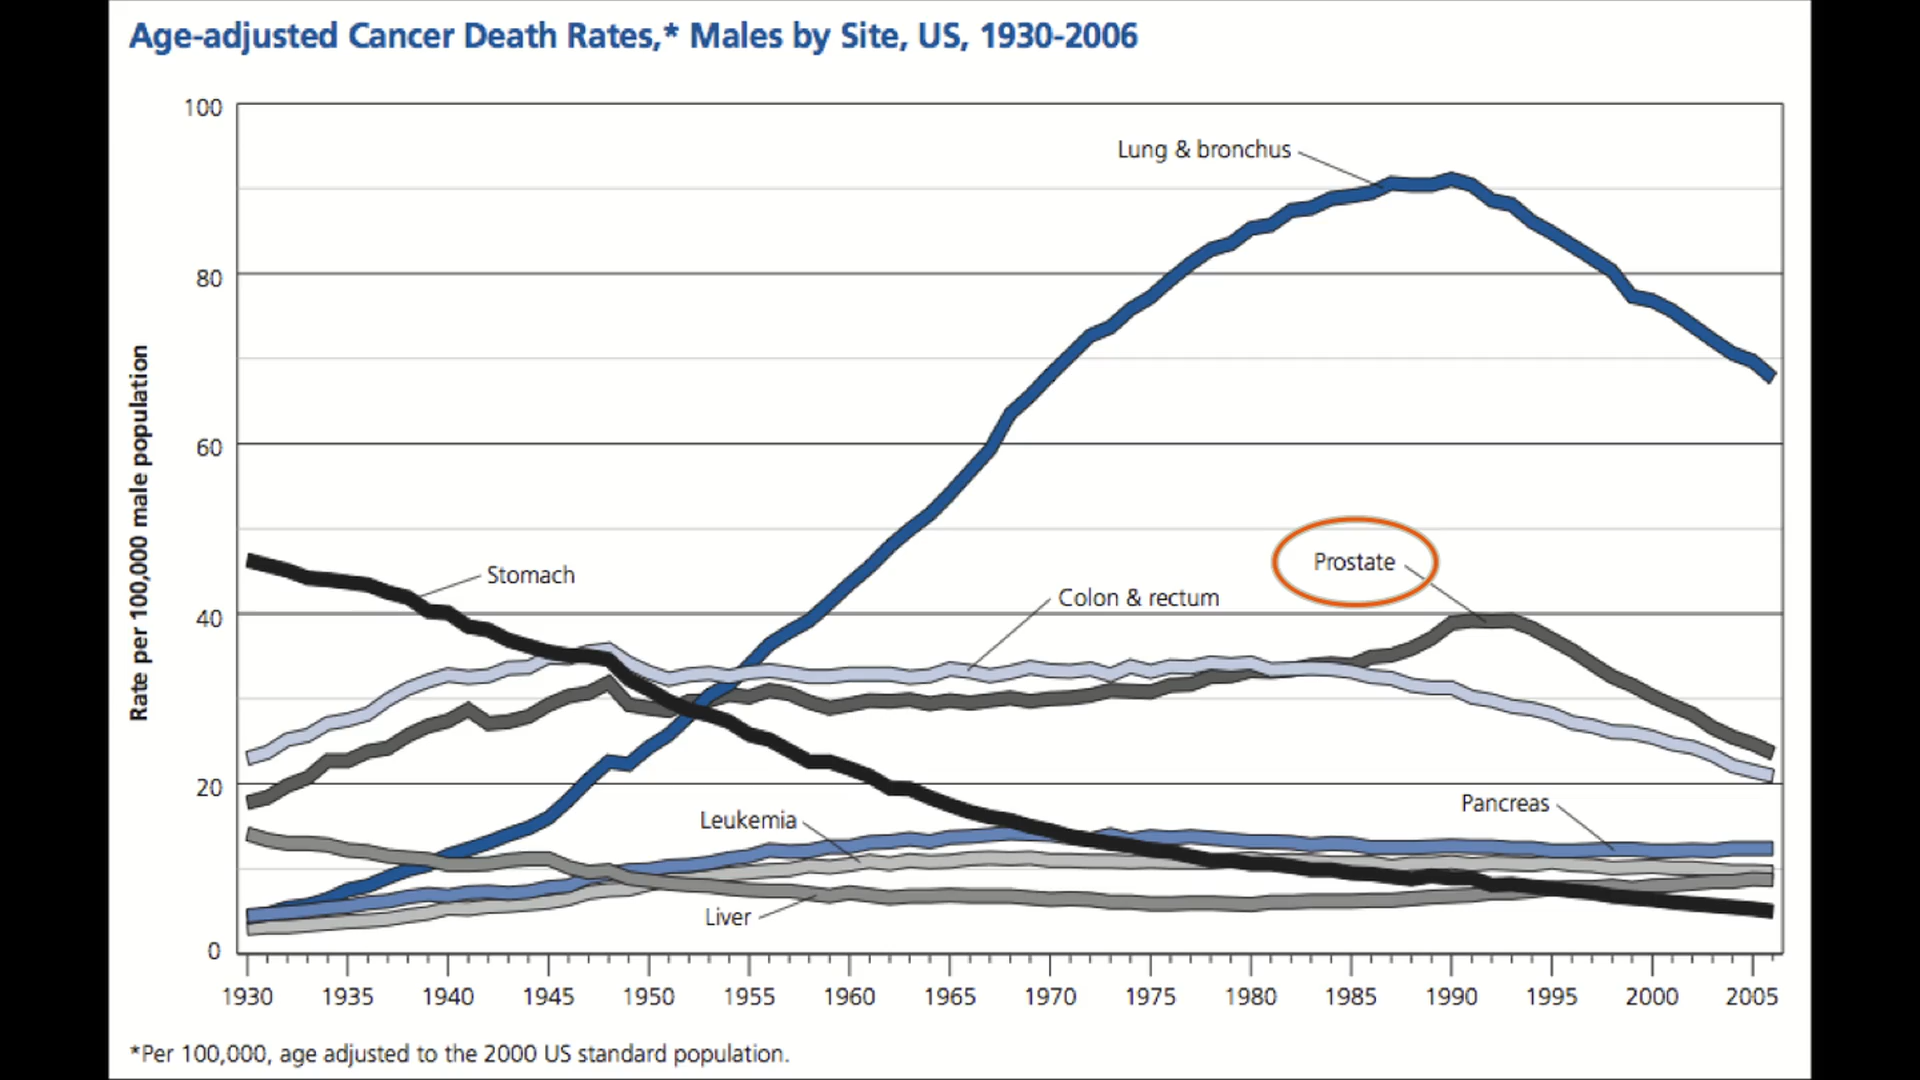 Age-adjusted Cancer Death Rates,* Males by Site, US, 1930-2006
Rate per 100,000 male population
100
80
60
40
20
0
Lung & bronchus
Stomach
Colon & rectum
Prostate
Pancreas
Leukemia
Liver
1930 1935 1940 1945 1950 1955 1960 1965 1970 1975 1980 1985 1990 1995 2000 2005
*Per 100,000, age adjusted to the 2000 US standard population.